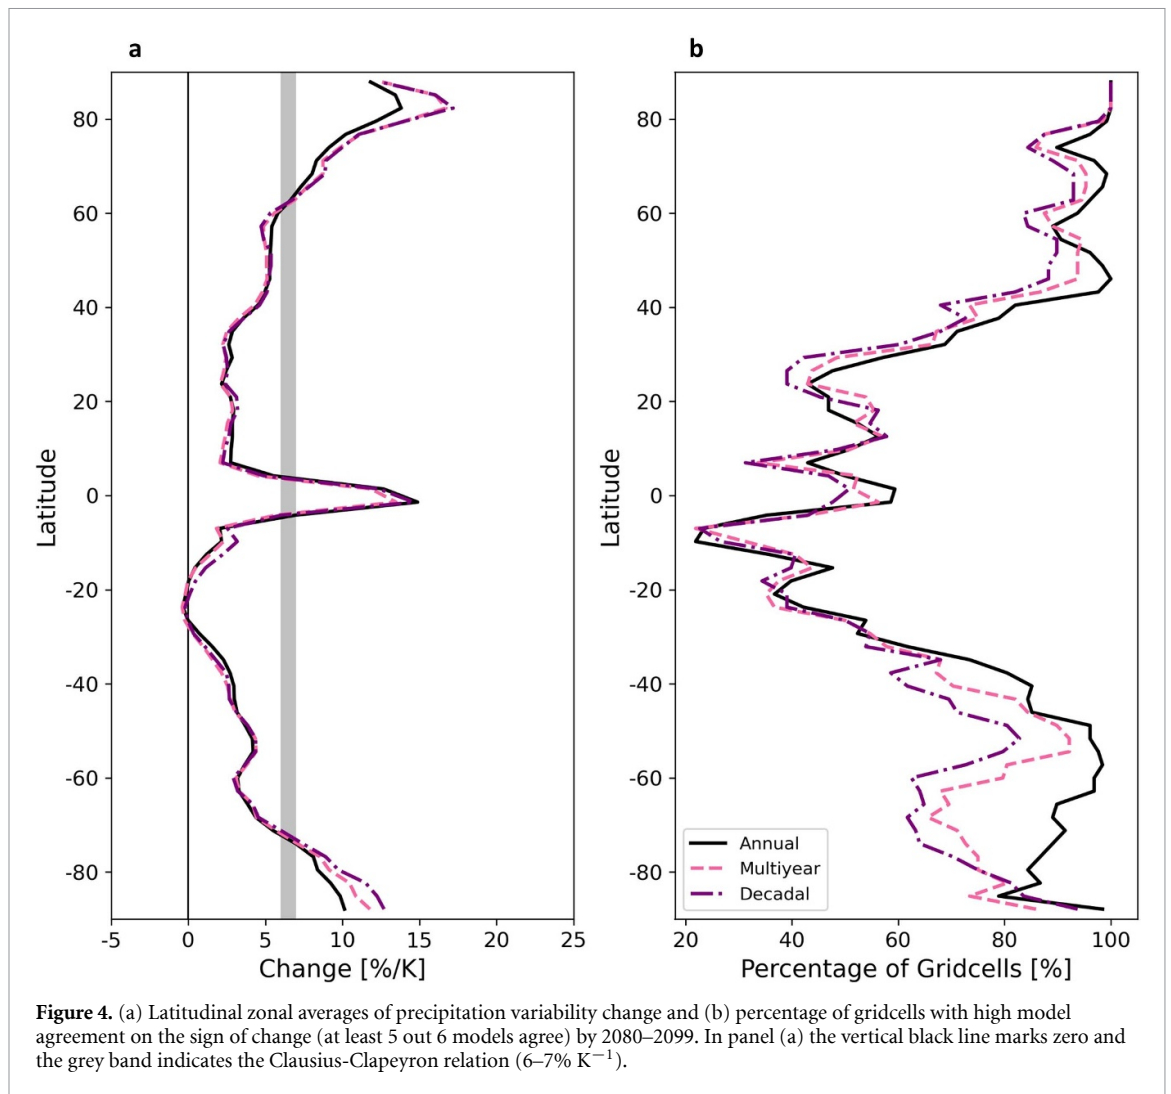 a
b
80
60
40
20
0
-20
-40
-60
-80
Latitude
-5
0
5
10
15
20
25
Change [%/K]
80
60
40
20
0
-20
-40
-60
-80
Latitude
Annual
Multiyear
Decadal
20
40
60
80
100
Percentage of Gridcells [%]
Figure 4. (a) Latitudinal zonal averages of precipitation variability change and (b) percentage of gridcells with high model
agreement on the sign of change (at least 5 out 6 models agree) by 2080–2099. In panel (a) the vertical black line marks zero and
the grey band indicates the Clausius-Clapeyron relation (6–7% K⁻¹).